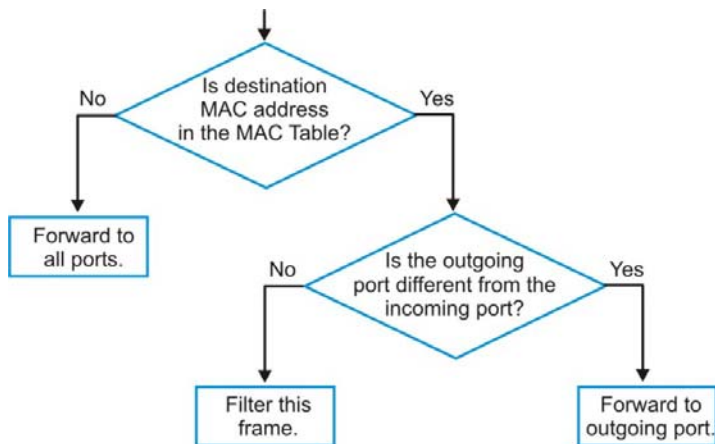 Is destination
MAC address
in the MAC Table?
No
Yes
Forward to
all ports.
Is the outgoing
port different from the
incoming port?
No
Yes
Filter this
frame.
Forward to
outgoing port.